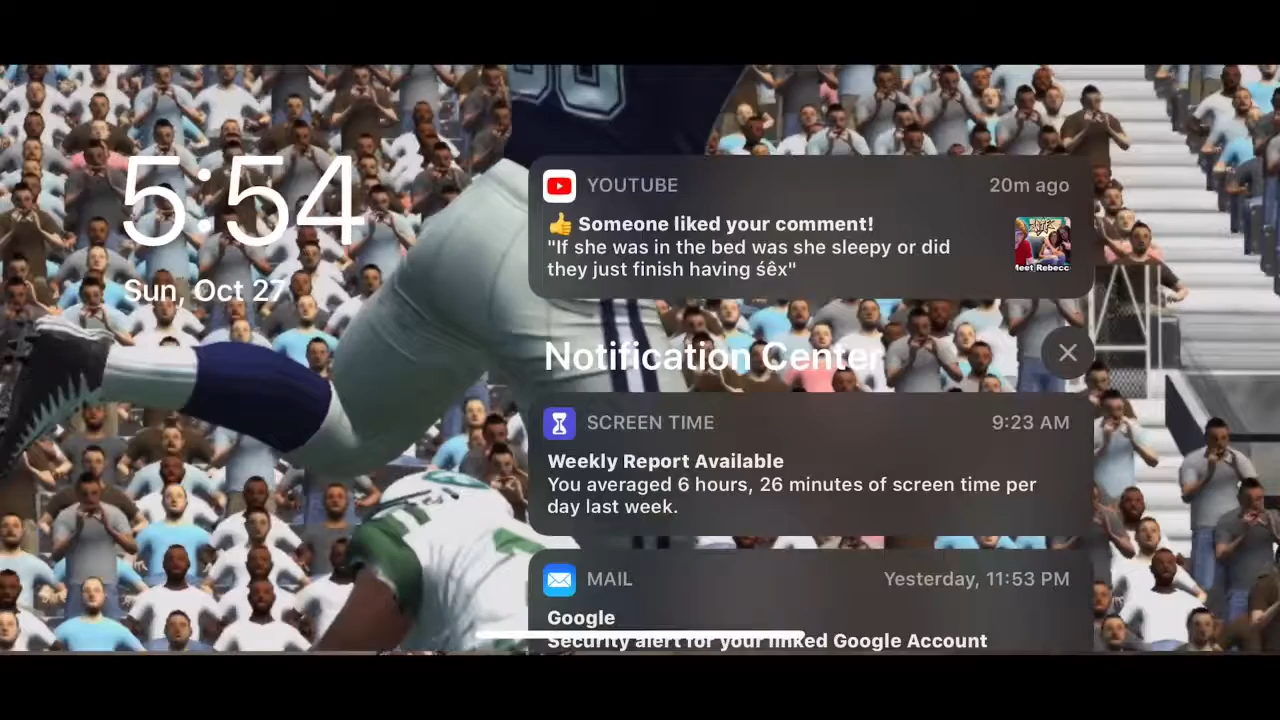 5:54
Sun, Oct 27
YOUTUBE 20m ago
👍 Someone liked your comment!
"If she was in the bed was she sleepy or did
they just finish having śêx"
Notification Center
SCREEN TIME 9:23 AM
Weekly Report Available
You averaged 6 hours, 26 minutes of screen time per
day last week.
MAIL Yesterday, 11:53 PM
Google
Security alert for your linked Google Account